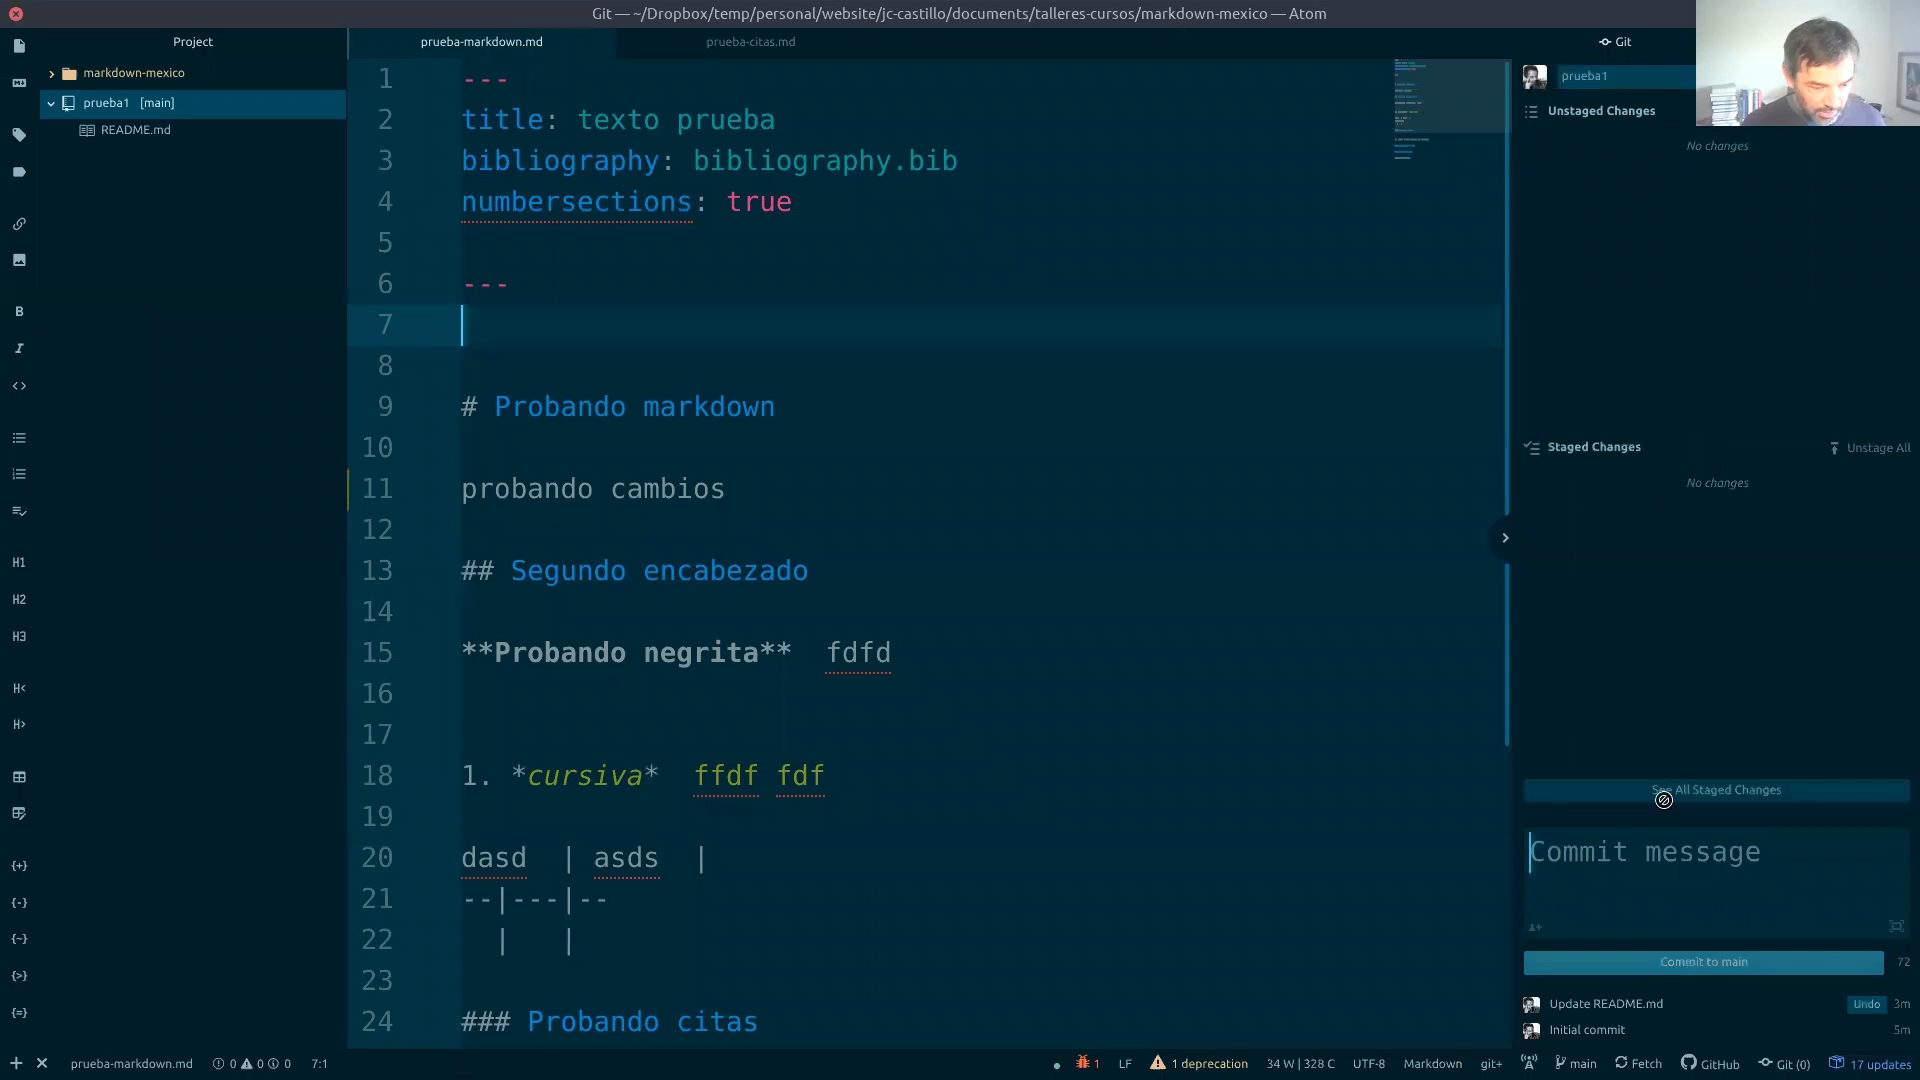 Git — ~/Dropbox/temp/personal/website/jc-castillo/documents/talleres-cursos/markdown-mexico — Atom
Project
markdown-mexico
prueba1 [main]
README.md
B
I
<>
H1
H2
H3
H<
H>
{+}
{-}
{~}
{>}
{=}
prueba-markdown.md
prueba-citas.md
1 ---
2 title: texto prueba
3 bibliography: bibliography.bib
4 numbersections: true
5
6 ---
7
8
9 # Probando markdown
10
11 probando cambios
12
13 ## Segundo encabezado
14
15 **Probando negrita** fdfd
16
17
18 1. *cursiva* ffdf fdf
19
20 dasd | asds |
21 --|---|--
22 | |
23
24 ### Probando citas
Git
prueba1
Unstaged Changes
No changes
Staged Changes
Unstage All
No changes
See All Staged Changes
Commit message
Commit to main
72
Update README.md Undo 3m
Initial commit 5m
prueba-markdown.md 0 0 0 7:1
1 LF 1 deprecation 34 W | 328 C UTF-8 Markdown git+ main Fetch GitHub Git (0) 17 updates